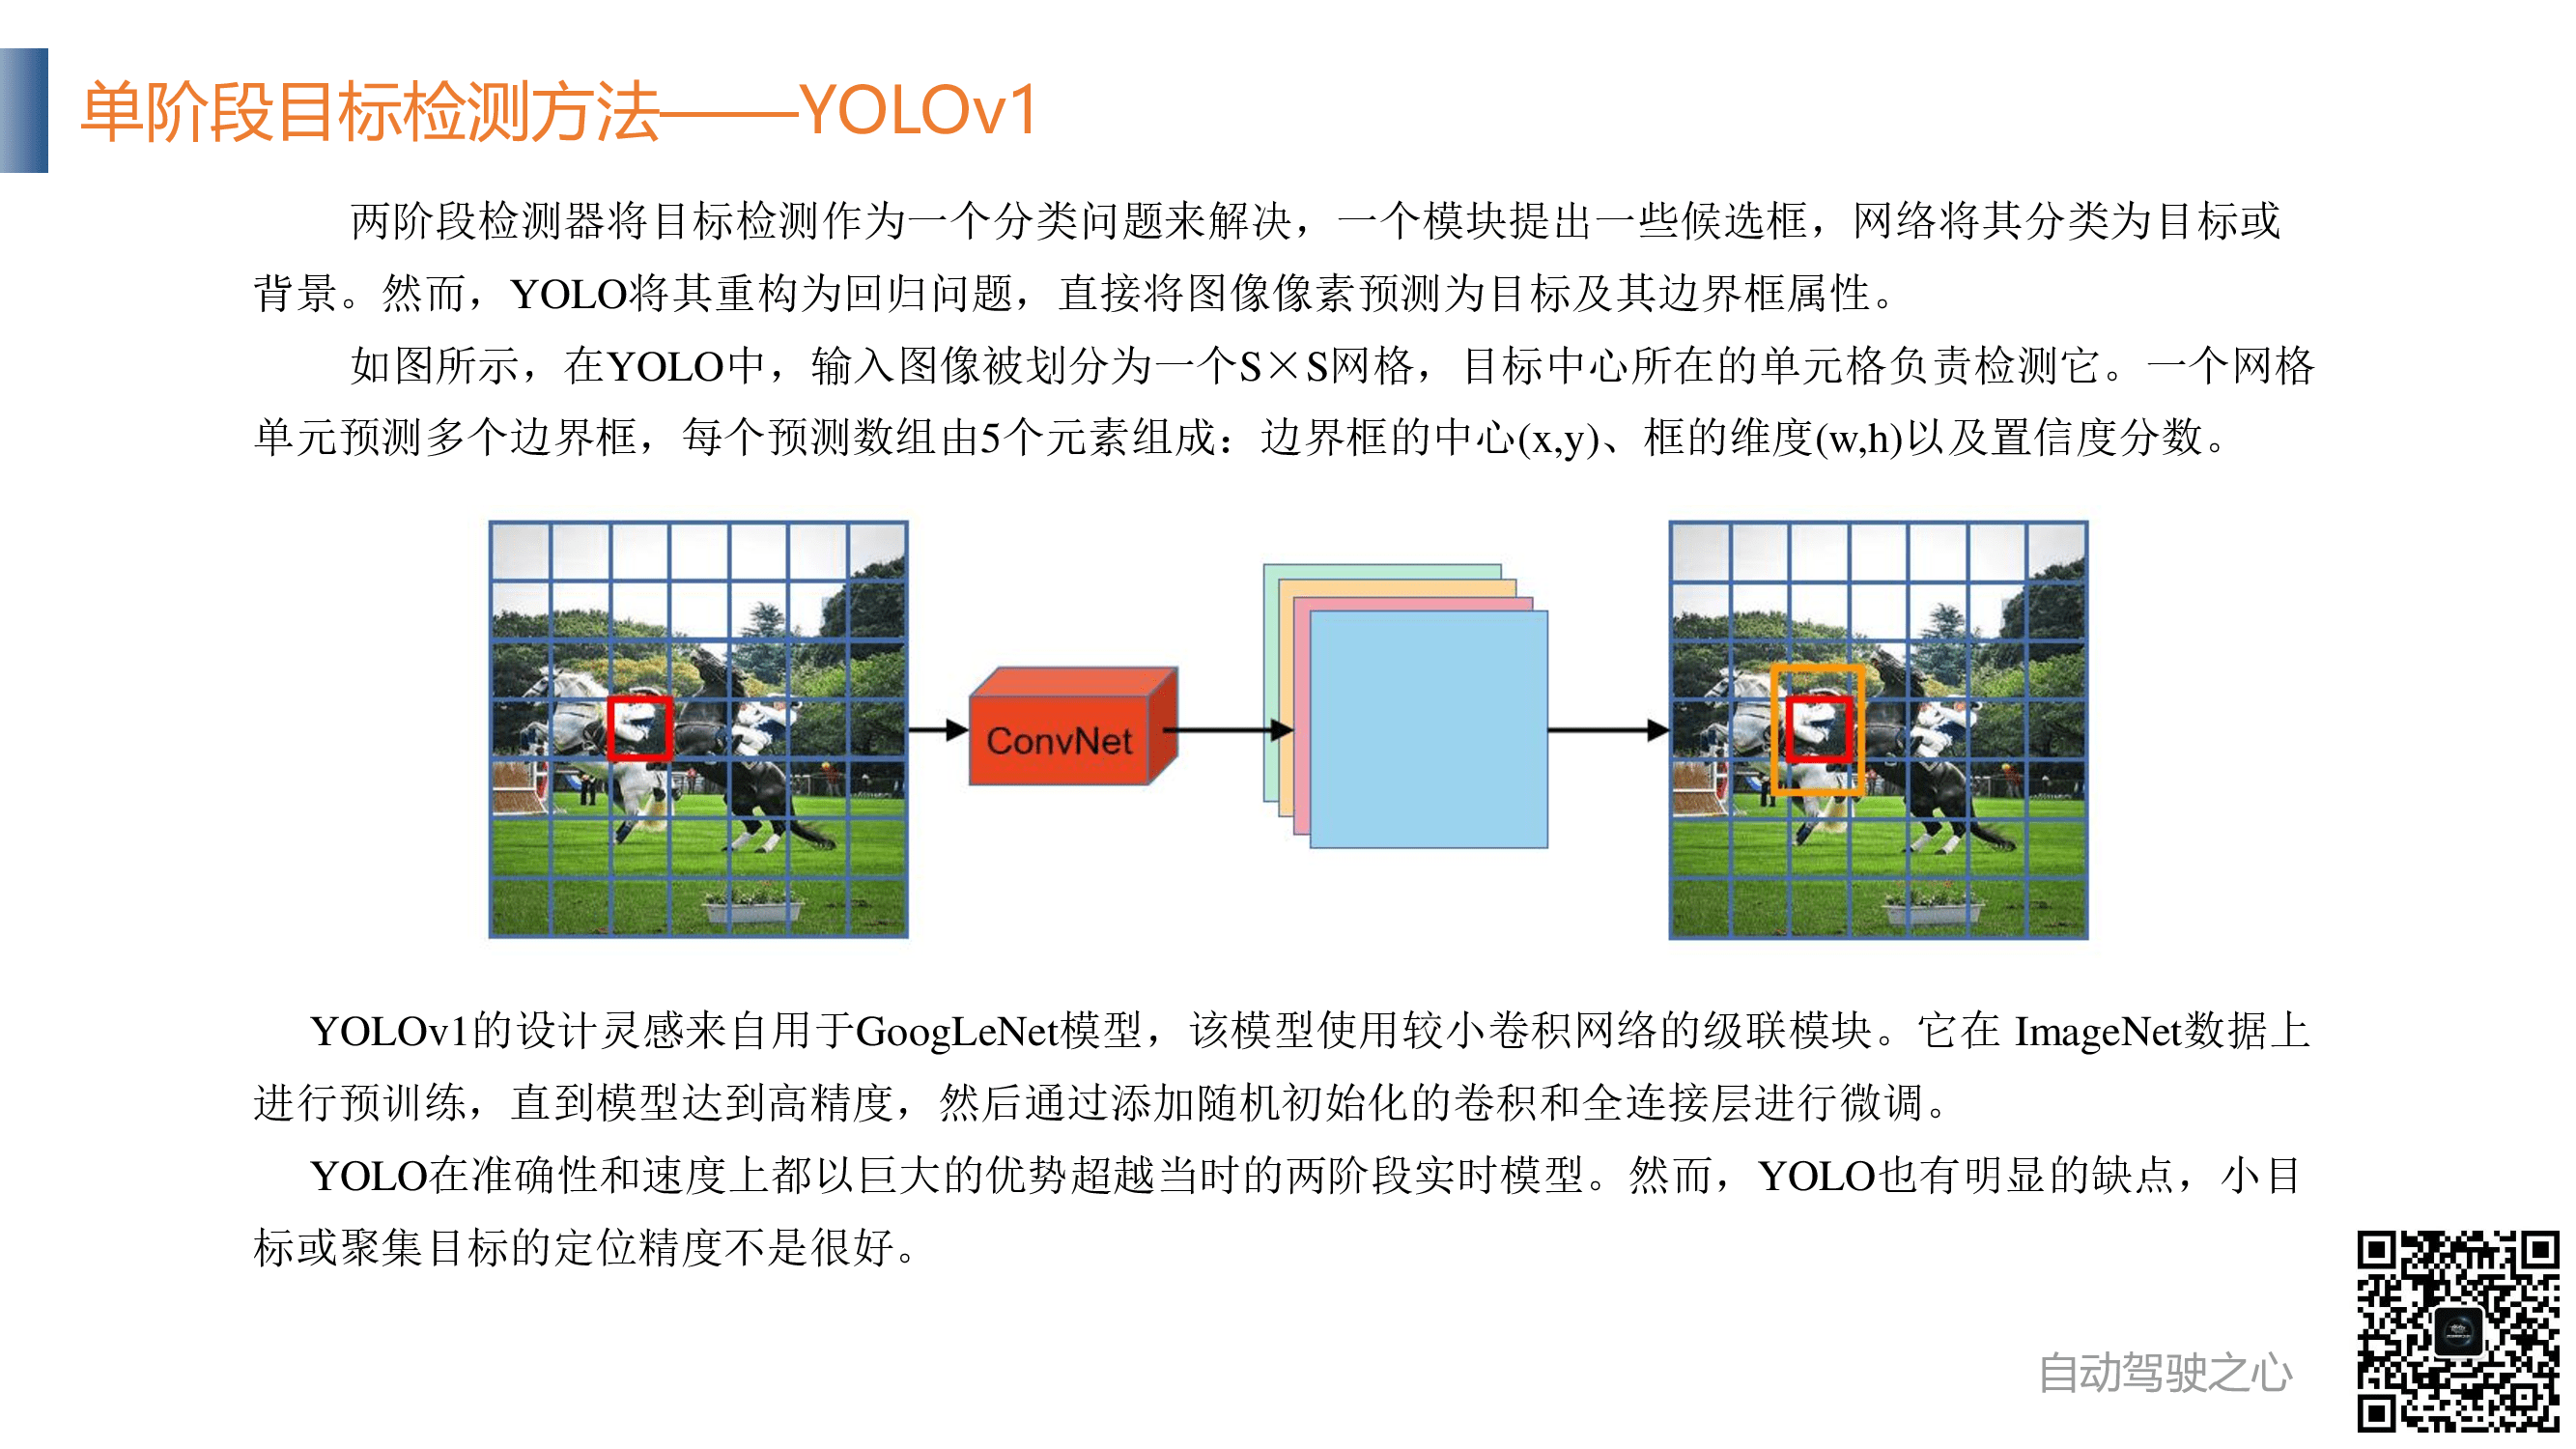 单阶段目标检测方法——YOLOv1
两阶段检测器将目标检测作为一个分类问题来解决，一个模块提出一些候选框，网络将其分类为目标或
背景。然而，YOLO将其重构为回归问题，直接将图像像素预测为目标及其边界框属性。
如图所示，在YOLO中，输入图像被划分为一个S×S网格，目标中心所在的单元格负责检测它。一个网格
单元预测多个边界框，每个预测数组由5个元素组成：边界框的中心(x,y)、框的维度(w,h)以及置信度分数。
ConvNet
YOLOv1的设计灵感来自用于GoogLeNet模型，该模型使用较小卷积网络的级联模块。它在 ImageNet数据上
进行预训练，直到模型达到高精度，然后通过添加随机初始化的卷积和全连接层进行微调。
YOLO在准确性和速度上都以巨大的优势超越当时的两阶段实时模型。然而，YOLO也有明显的缺点，小目
标或聚集目标的定位精度不是很好。
自动驾驶之心